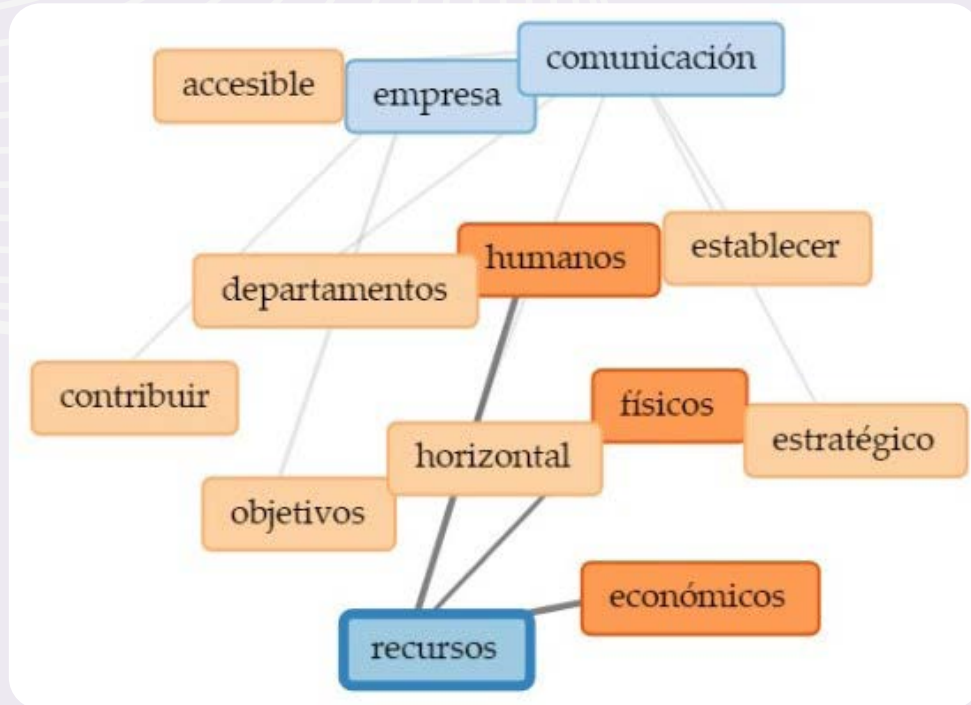 comunicación
accesible
empresa
establecer
humanos
departamentos
contribuir
físicos
estratégico
horizontal
objetivos
económicos
recursos